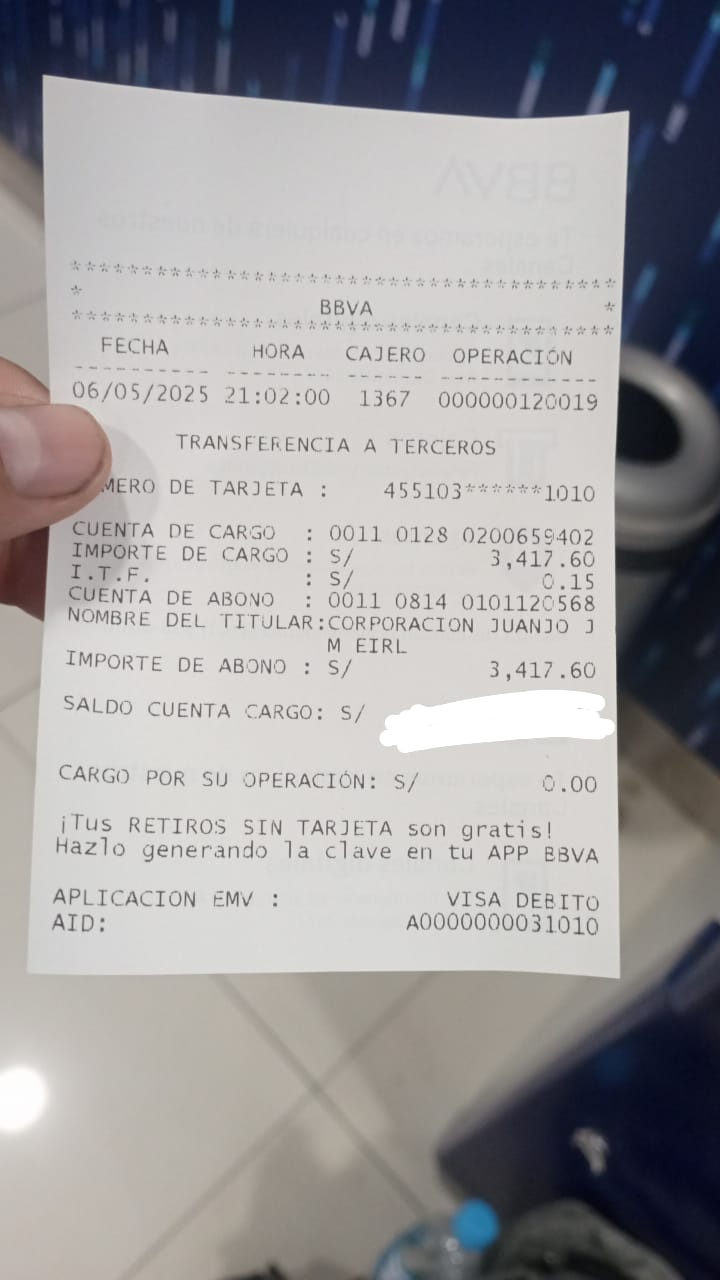 ****************************************
* BBVA *
****************************************
FECHA HORA CAJERO OPERACIÓN
---------- -------- ------ ------------
06/05/2025 21:02:00 1367 000000120019
TRANSFERENCIA A TERCEROS
MERO DE TARJETA : 455103******1010
CUENTA DE CARGO : 0011 0128 0200659402
IMPORTE DE CARGO : S/ 3,417.60
I.T.F. : S/ 0.15
CUENTA DE ABONO : 0011 0814 0101120568
NOMBRE DEL TITULAR:CORPORACION JUANJO J
M EIRL
IMPORTE DE ABONO : S/ 3,417.60
SALDO CUENTA CARGO: S/
CARGO POR SU OPERACIÓN: S/ 0.00
¡Tus RETIROS SIN TARJETA son gratis!
Hazlo generando la clave en tu APP BBVA
APLICACION EMV : VISA DEBITO
AID: A0000000031010